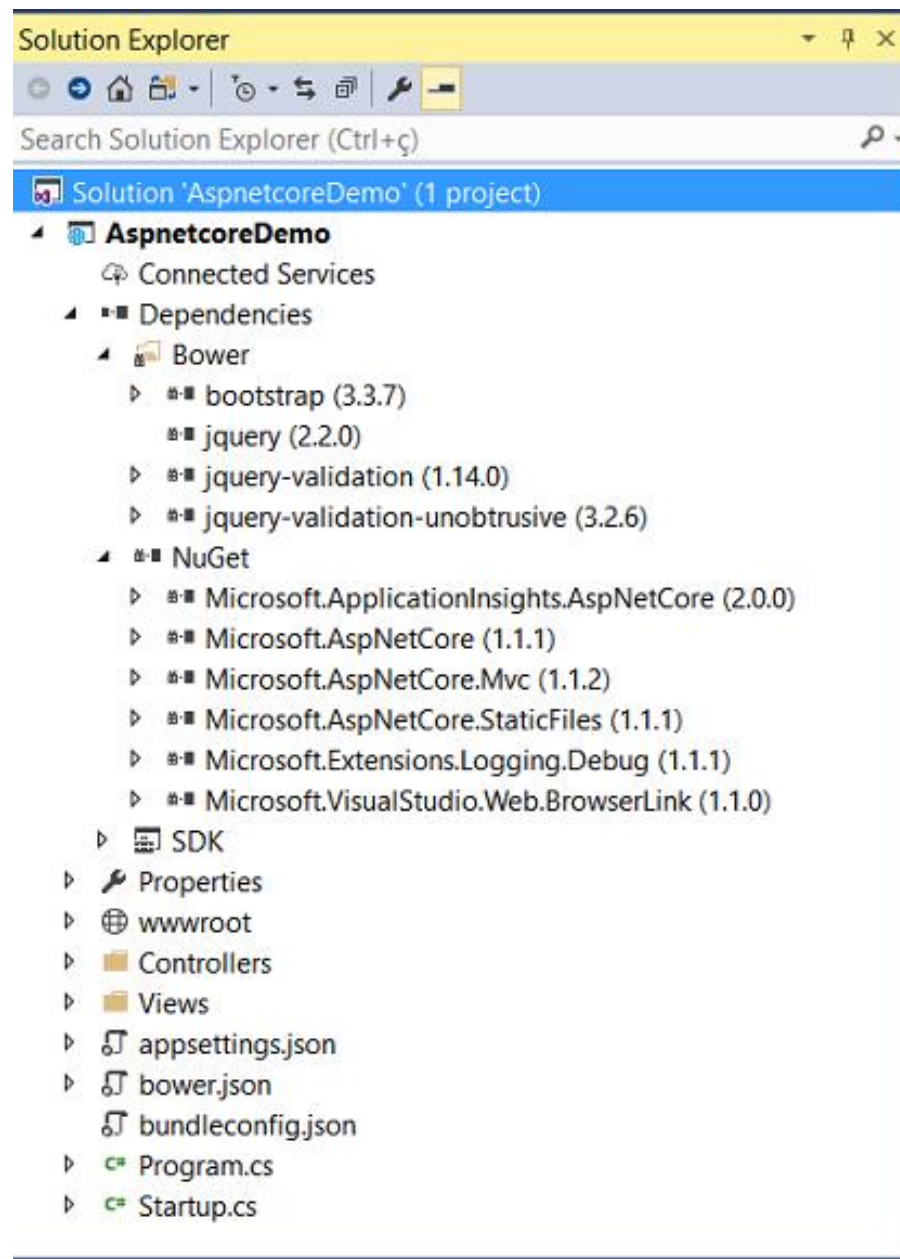 Solution Explorer
Search Solution Explorer (Ctrl+ç)
Solution 'AspnetcoreDemo' (1 project)
AspnetcoreDemo
Connected Services
Dependencies
Bower
bootstrap (3.3.7)
jquery (2.2.0)
jquery-validation (1.14.0)
jquery-validation-unobtrusive (3.2.6)
NuGet
Microsoft.ApplicationInsights.AspNetCore (2.0.0)
Microsoft.AspNetCore (1.1.1)
Microsoft.AspNetCore.Mvc (1.1.2)
Microsoft.AspNetCore.StaticFiles (1.1.1)
Microsoft.Extensions.Logging.Debug (1.1.1)
Microsoft.VisualStudio.Web.BrowserLink (1.1.0)
SDK
Properties
wwwroot
Controllers
Views
appsettings.json
bower.json
bundleconfig.json
C# Program.cs
C# Startup.cs